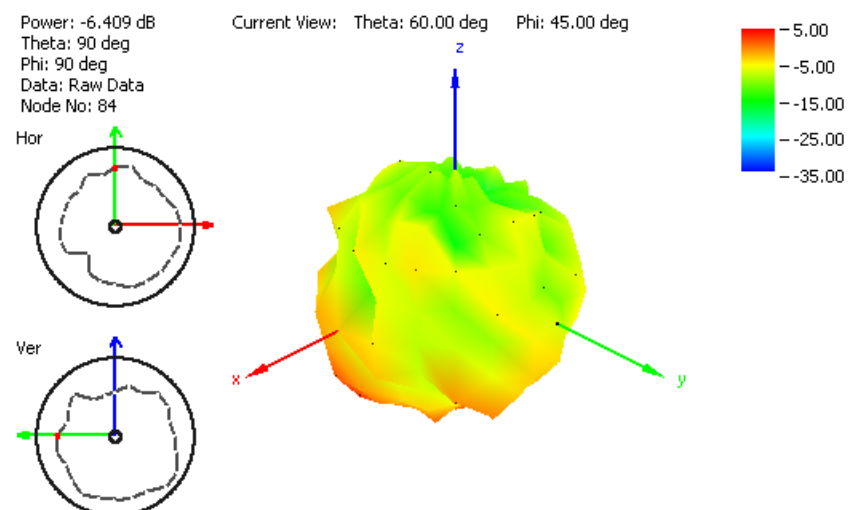 Power: -6.409 dB
Theta: 90 deg
Phi: 90 deg
Data: Raw Data
Node No: 84
Current View: Theta: 60.00 deg Phi: 45.00 deg
Hor
Ver
z
x
y
5.00
-5.00
-15.00
-25.00
-35.00